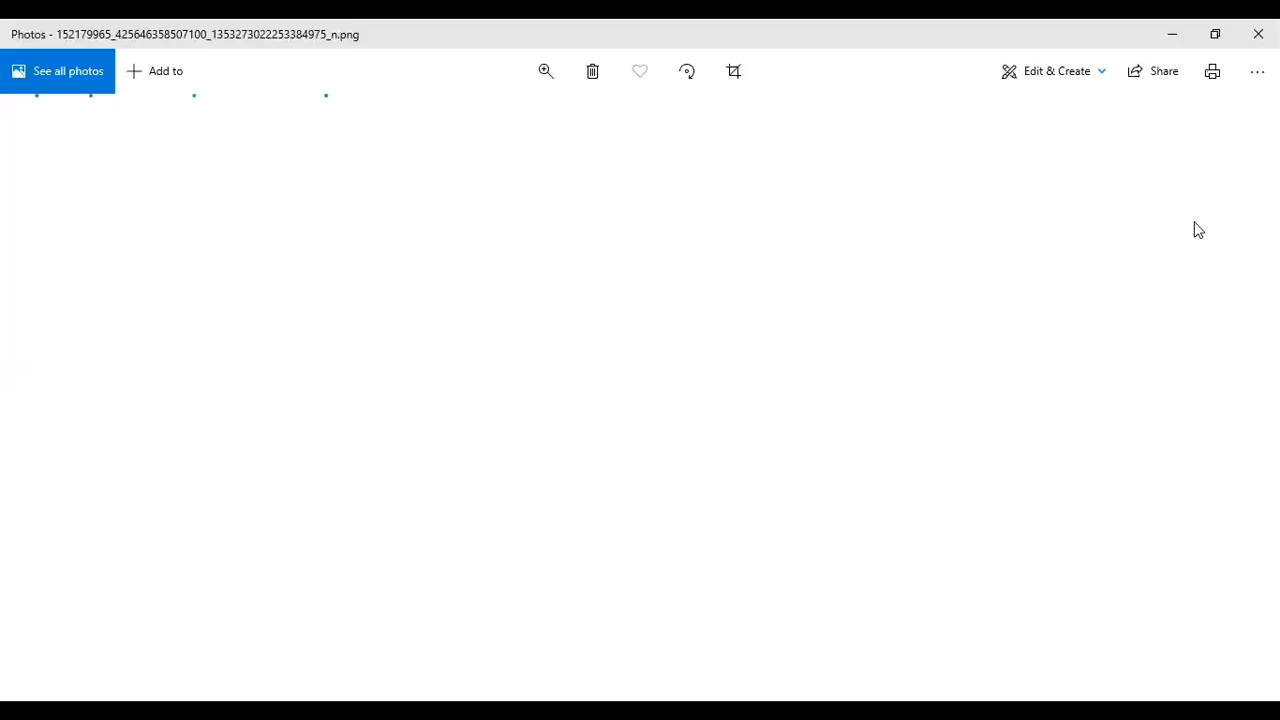 Photos - 152179965_425646358507100_1353273022253384975_n.png
See all photos
Add to
Edit & Create
Share